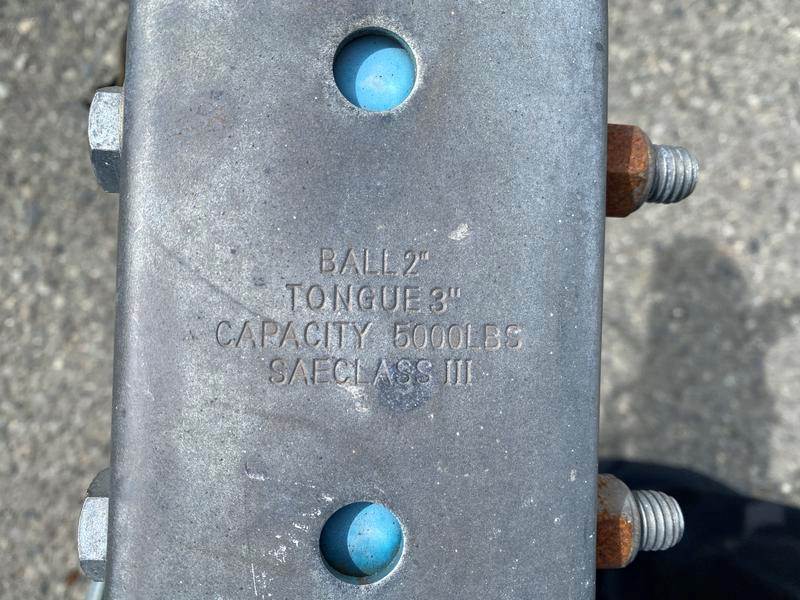 BALL 2"
TONGUE 3"
CAPACITY 5000LBS
SAECLASS III